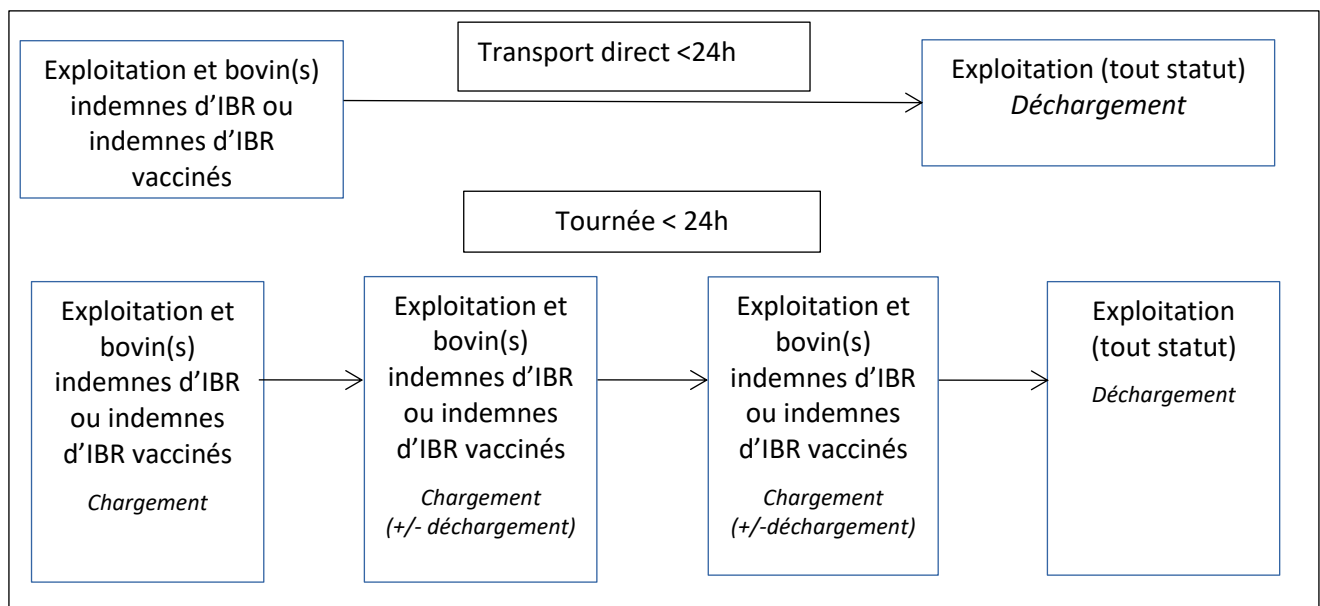 Transport direct <24h
Exploitation et bovin(s)
indemnes d’IBR ou
indemnes d’IBR
vaccinés
Exploitation (tout statut)
Déchargement
Tournée < 24h
Exploitation et
bovin(s)
indemnes d’IBR
ou indemnes
d’IBR vaccinés
Chargement
Exploitation et
bovin(s)
indemnes d’IBR
ou indemnes
d’IBR vaccinés
Chargement
(+/- déchargement)
Exploitation et
bovin(s)
indemnes d’IBR
ou indemnes
d’IBR vaccinés
Chargement
(+/-déchargement)
Exploitation
(tout statut)
Déchargement